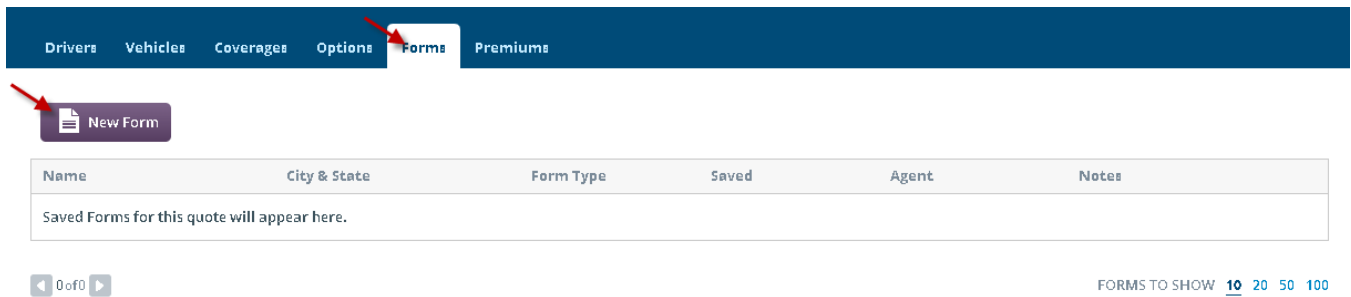 Drivers Vehicles Coverages Options Forms Premiums
New Form
Name City & State Form Type Saved Agent Notes
Saved Forms for this quote will appear here.
0 of 0 FORMS TO SHOW 10 20 50 100